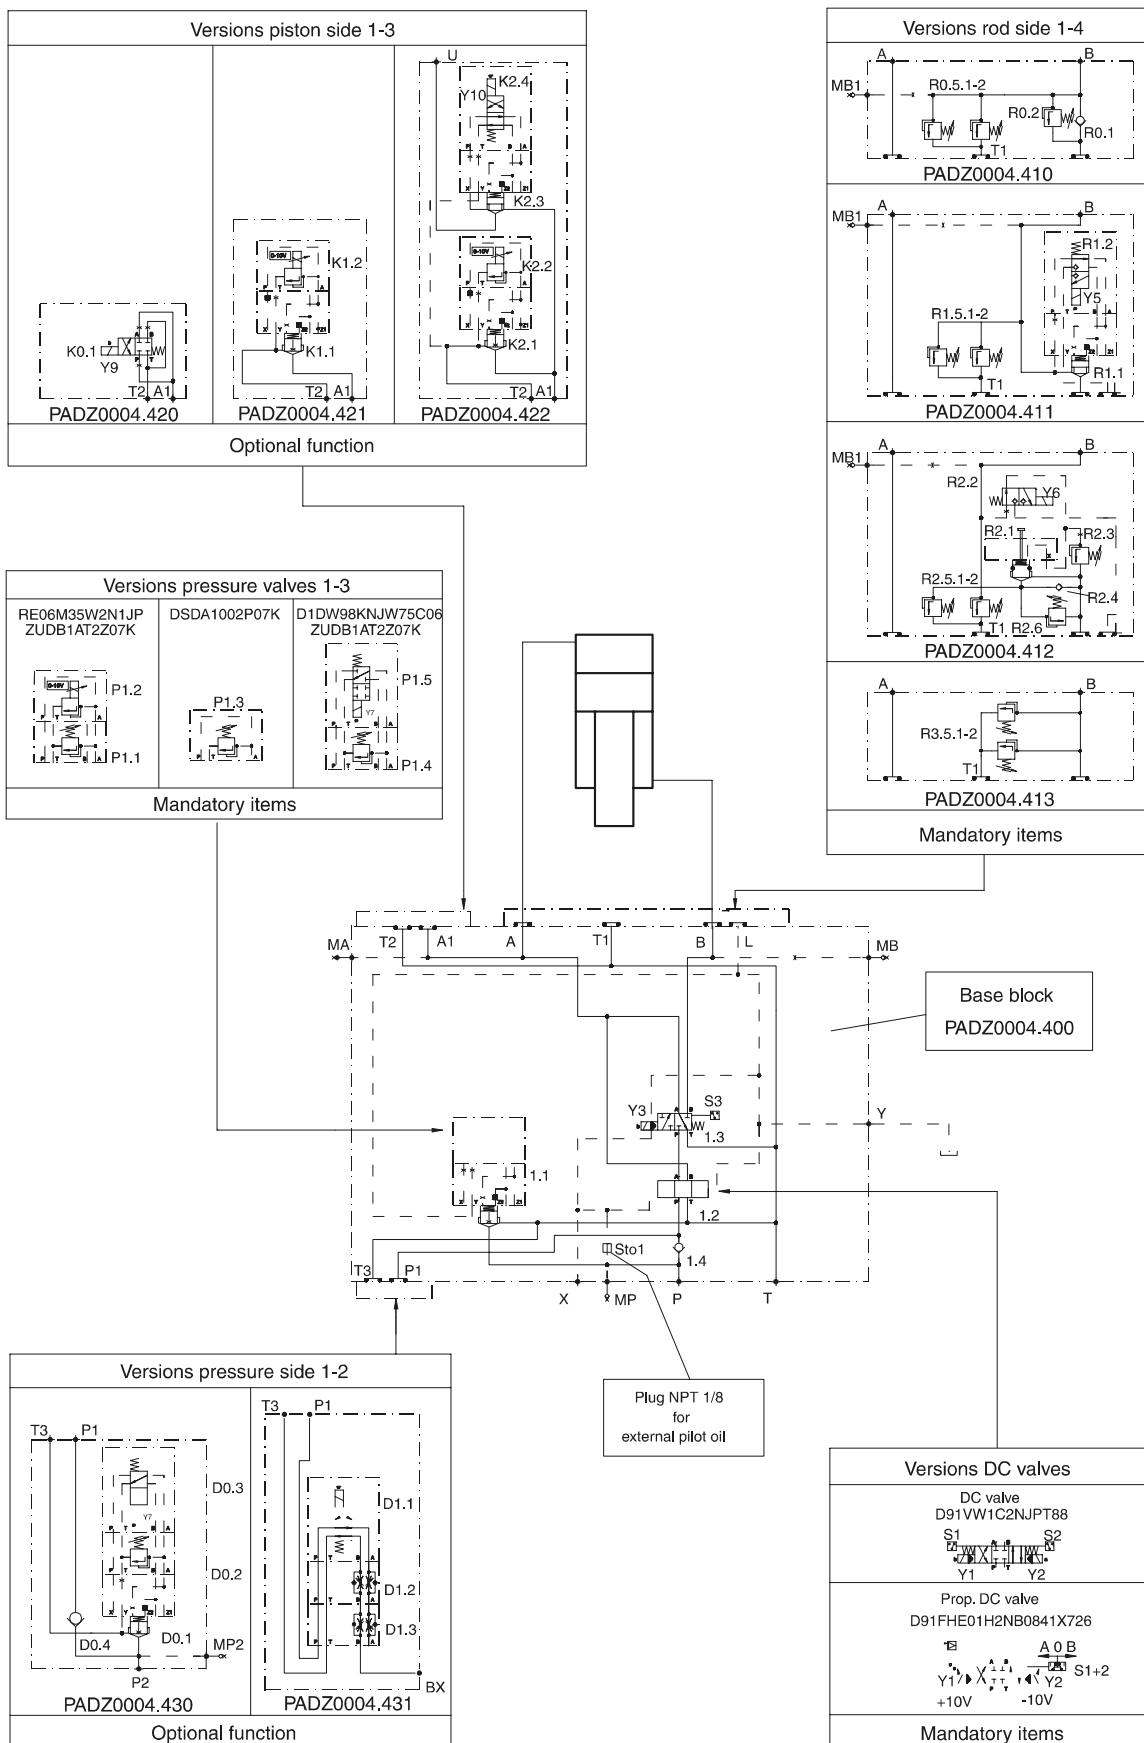 Versions piston side 1-3
U
K2.4
Y10
K2.3
K2.2
K2.1
T2 A1
PADZ0004.422
0-10V
K1.2
K1.1
T2 A1
PADZ0004.421
K0.1
Y9
T2 A1
PADZ0004.420
Optional function
Versions rod side 1-4
A
B
MB1
R0.5.1-2
R0.2
R0.1
T1
PADZ0004.410
A
B
MB1
R1.2
Y5
R1.5.1-2
R1.1
T1
PADZ0004.411
A
B
MB1
R2.2
Y6
R2.1
R2.3
R2.5.1-2
R2.4
T1
R2.6
PADZ0004.412
A
B
R3.5.1-2
T1
PADZ0004.413
Mandatory items
Versions pressure valves 1-3
RE06M35W2N1JP
ZUDB1AT2Z07K
P1.2
P1.1
DSDA1002P07K
P1.3
D1DW98KNJW75C06
ZUDB1AT2Z07K
P1.5
Y7
P1.4
Mandatory items
MA
T2
A1
A
T1
B
L
MB
Base block
PADZ0004.400
Y3
S3
1.3
Y
1.1
1.2
Sto1
1.4
T3
P1
X
MP
P
T
Plug NPT 1/8
for
external pilot oil
Versions pressure side 1-2
T3
P1
D0.3
Y7
D0.2
D0.4
D0.1
MP2
P2
PADZ0004.430
T3
P1
D1.1
D1.2
D1.3
BX
PADZ0004.431
Optional function
Versions DC valves
DC valve
D91VW1C2NJPT88
S1
S2
Y1
Y2
Prop. DC valve
D91FHE01H2NB0841X726
A 0 B
Y1
Y2
S1+2
+10V
-10V
Mandatory items